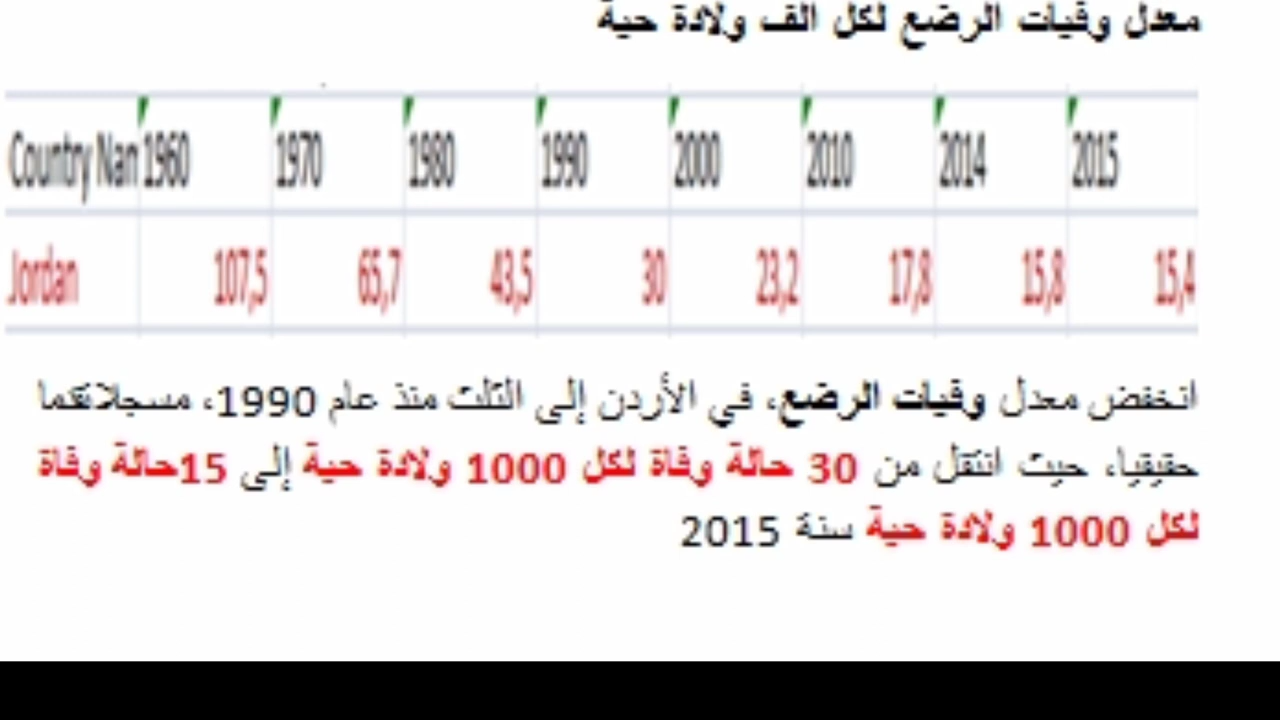 معدل وفيات الرضع لكل الف ولادة حية
Country Nan 1960 1970 1980 1990 2000 2010 2014 2015
Jordan 107,5 65,7 43,5 30 23,2 17,8 15,8 15,4
انخفض معدل وفيات الرضع، في الأردن إلى الثلث منذ عام 1990، مسجلاتقدما
حقيقيا، حيث انتقل من 30 حالة وفاة لكل 1000 ولادة حية إلى 15حالة وفاة
لكل 1000 ولادة حية سنة 2015